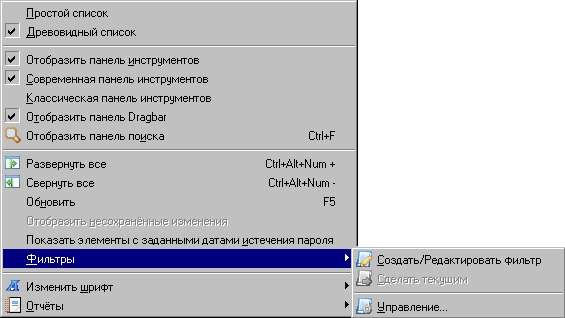 Простой список
Древовидный список
Отобразить панель инструментов
Современная панель инструментов
Классическая панель инструментов
Отобразить панель Dragbar
Отобразить панель поиска Ctrl+F
Развернуть все Ctrl+Alt+Num +
Свернуть все Ctrl+Alt+Num -
Обновить F5
Отобразить несохранённые изменения
Показать элементы с заданными датами истечения пароля
Фильтры
Создать/Редактировать фильтр
Сделать текущим
Изменить шрифт
Управление...
Отчёты